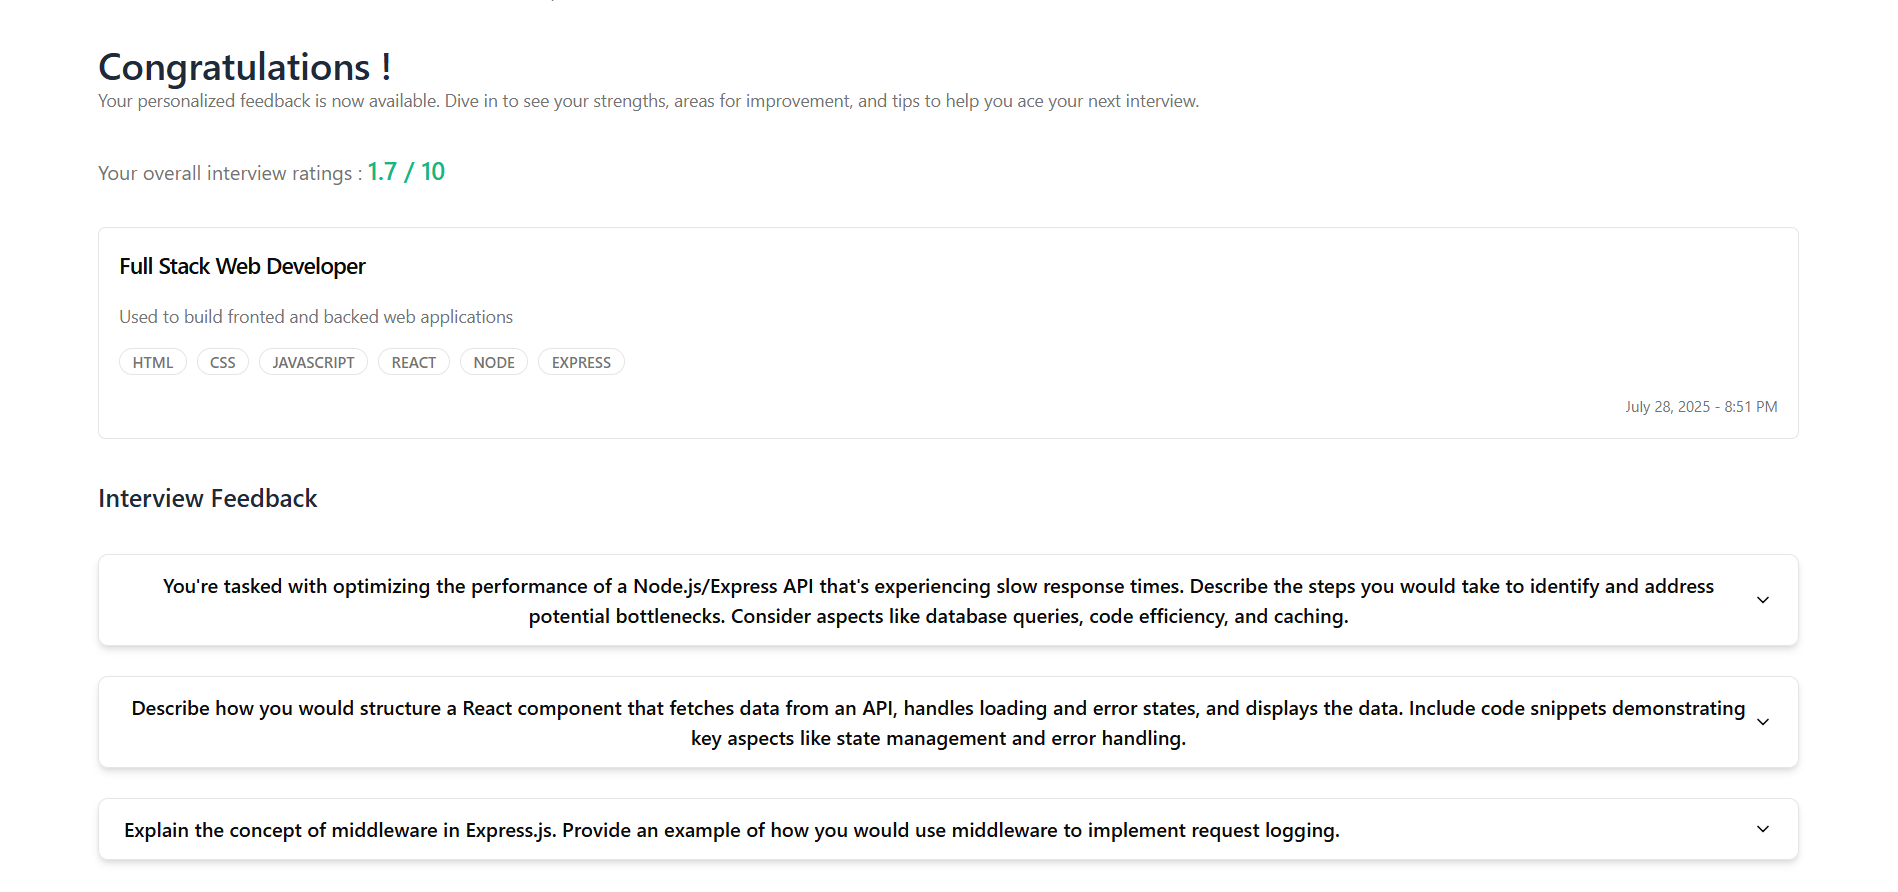 Congratulations !
Your personalized feedback is now available. Dive in to see your strengths, areas for improvement, and tips to help you ace your next interview.
Your overall interview ratings : 1.7 / 10
Full Stack Web Developer
Used to build fronted and backed web applications
HTML CSS JAVASCRIPT REACT NODE EXPRESS
July 28, 2025 - 8:51 PM
Interview Feedback
You're tasked with optimizing the performance of a Node.js/Express API that's experiencing slow response times. Describe the steps you would take to identify and address
potential bottlenecks. Consider aspects like database queries, code efficiency, and caching.
Describe how you would structure a React component that fetches data from an API, handles loading and error states, and displays the data. Include code snippets demonstrating
key aspects like state management and error handling.
Explain the concept of middleware in Express.js. Provide an example of how you would use middleware to implement request logging.